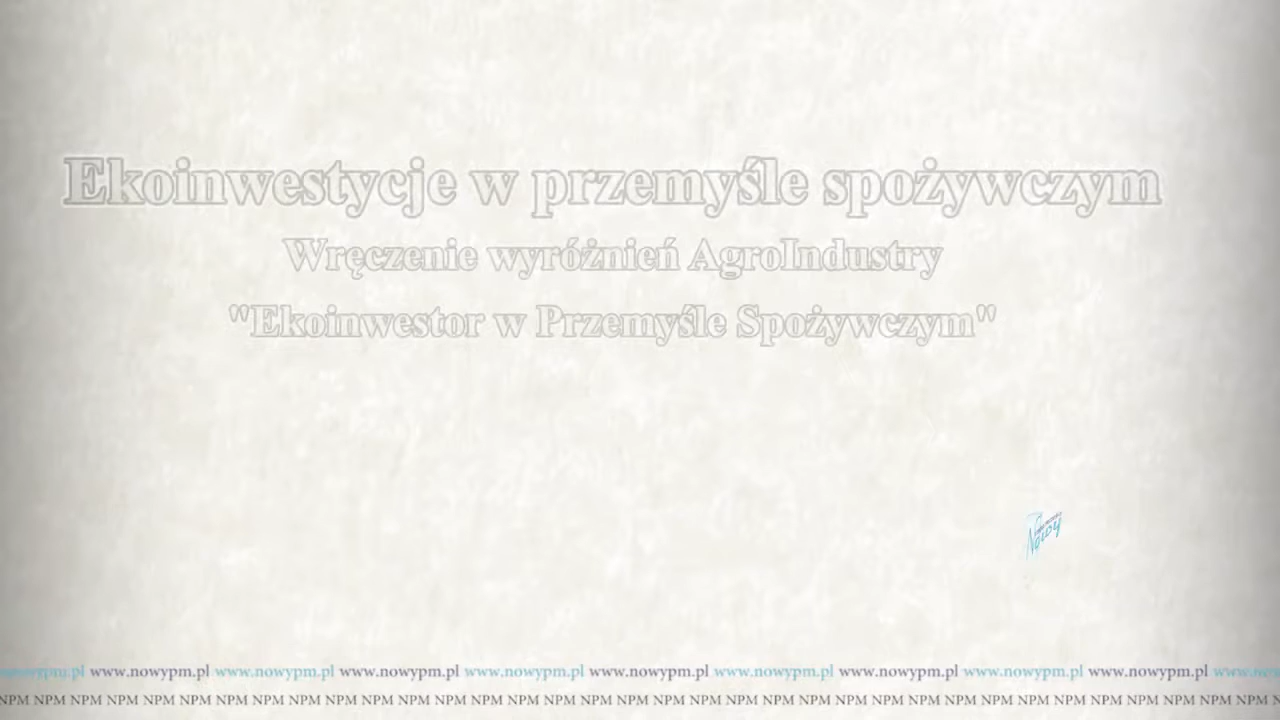 Ekoinwestycje w przemyśle spożywczym
Wręczenie wyróżnień AgroIndustry
"Ekoinwestor w Przemyśle Spożywczym"
Nowy
www.nowypm.pl www.nowypm.pl www.nowypm.pl www.nowypm.pl www.nowypm.pl www.nowypm.pl www.nowypm.pl www.nowypm.pl www.nowypm.pl
NPM NPM NPM NPM NPM NPM NPM NPM NPM NPM NPM NPM NPM NPM NPM NPM NPM NPM NPM NPM NPM NPM NPM NPM NPM NPM NPM NPM NPM NPM NPM NPM NPM NPM NPM